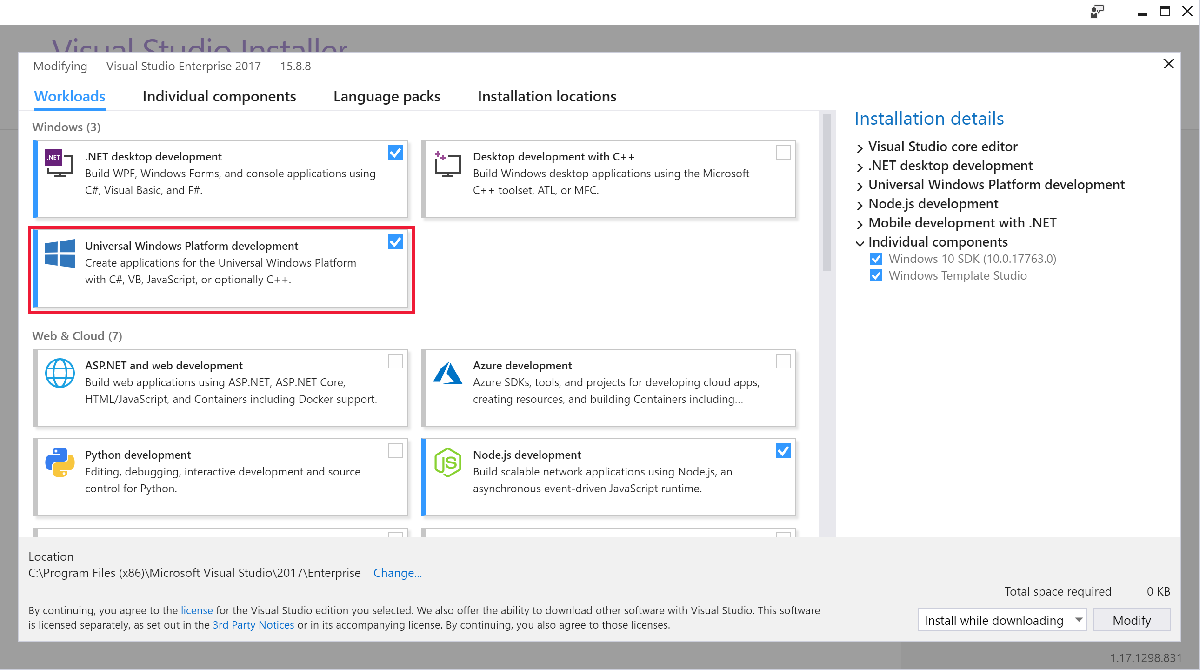 Visual Studio Installer
Modifying Visual Studio Enterprise 2017 15.8.8
Workloads Individual components Language packs Installation locations
Windows (3)
.NET
.NET desktop development
Build WPF, Windows Forms, and console applications using
C#, Visual Basic, and F#.
Desktop development with C++
Build Windows desktop applications using the Microsoft
C++ toolset, ATL, or MFC.
Universal Windows Platform development
Create applications for the Universal Windows Platform
with C#, VB, JavaScript, or optionally C++.
Web & Cloud (7)
ASP.NET and web development
Build web applications using ASP.NET, ASP.NET Core,
HTML/JavaScript, and Containers including Docker support.
Azure development
Azure SDKs, tools, and projects for developing cloud apps,
creating resources, and building Containers including...
Python development
Editing, debugging, interactive development and source
control for Python.
JS
Node.js development
Build scalable network applications using Node.js, an
asynchronous event-driven JavaScript runtime.
Installation details
Visual Studio core editor
.NET desktop development
Universal Windows Platform development
Node.js development
Mobile development with .NET
Individual components
Windows 10 SDK (10.0.17763.0)
Windows Template Studio
Location
C:\Program Files (x86)\Microsoft Visual Studio\2017\Enterprise Change...
Total space required 0 KB
By continuing, you agree to the license for the Visual Studio edition you selected. We also offer the ability to download other software with Visual Studio. This software
is licensed separately, as set out in the 3rd Party Notices or in its accompanying license. By continuing, you also agree to those licenses.
Install while downloading Modify
1.17.1298.831